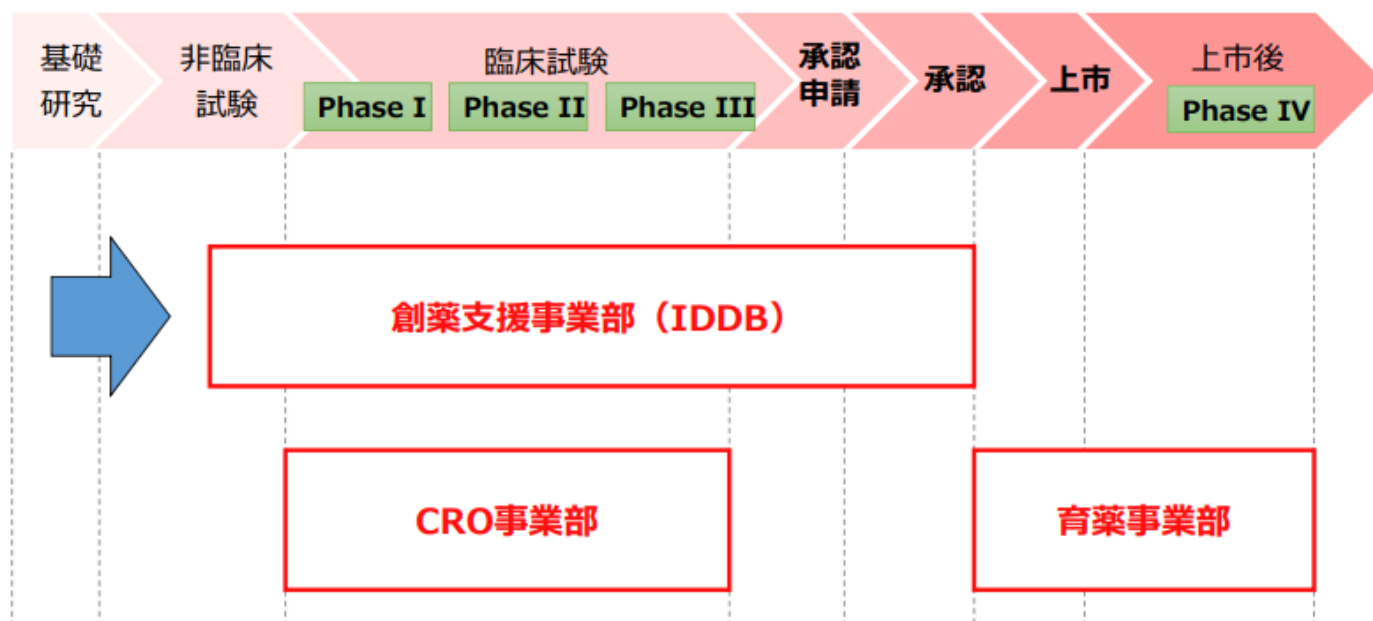 基礎
研究
非臨床
試験
臨床試験
Phase I
Phase II
Phase III
承認
申請
承認
上市
上市後
Phase IV
創薬支援事業部（IDDB）
CRO事業部
育薬事業部